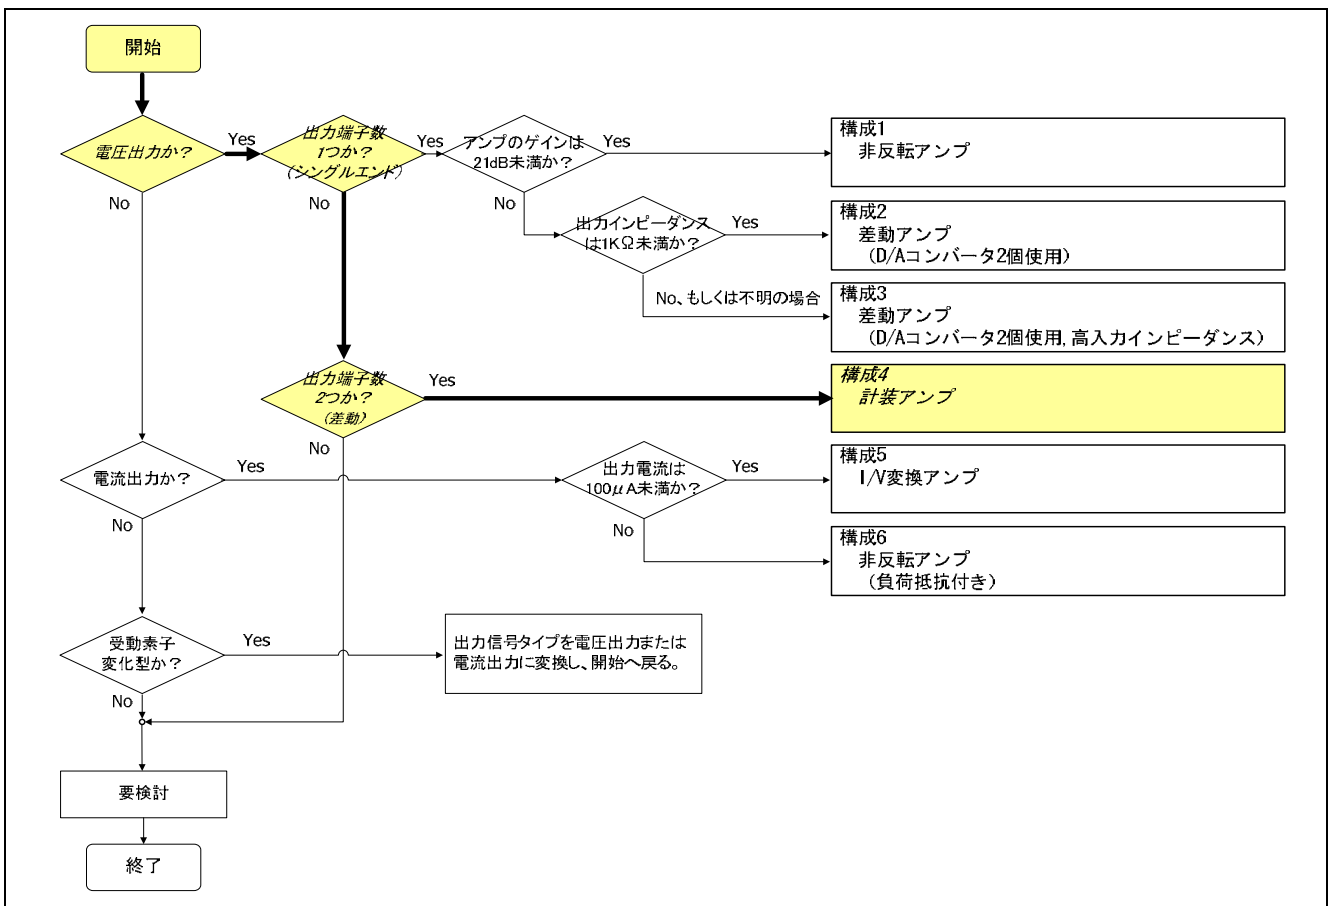 開始
電圧出力か？
Yes
No
出力端子数
1つか？
(シングルエンド)
Yes
No
アンプのゲインは
21dB未満か？
Yes
No
構成1
非反転アンプ
出力インピーダンス
は1KΩ未満か？
Yes
No、もしくは不明の場合
構成2
差動アンプ
（D/Aコンバータ2個使用）
構成3
差動アンプ
（D/Aコンバータ2個使用, 高入力インピーダンス）
出力端子数
2つか？
(差動)
Yes
No
構成4
計装アンプ
電流出力か？
Yes
No
出力電流は
100μA未満か？
Yes
No
構成5
I/V変換アンプ
構成6
非反転アンプ
（負荷抵抗付き）
受動素子
変化型か？
Yes
No
出力信号タイプを電圧出力または
電流出力に変換し、開始へ戻る。
要検討
終了